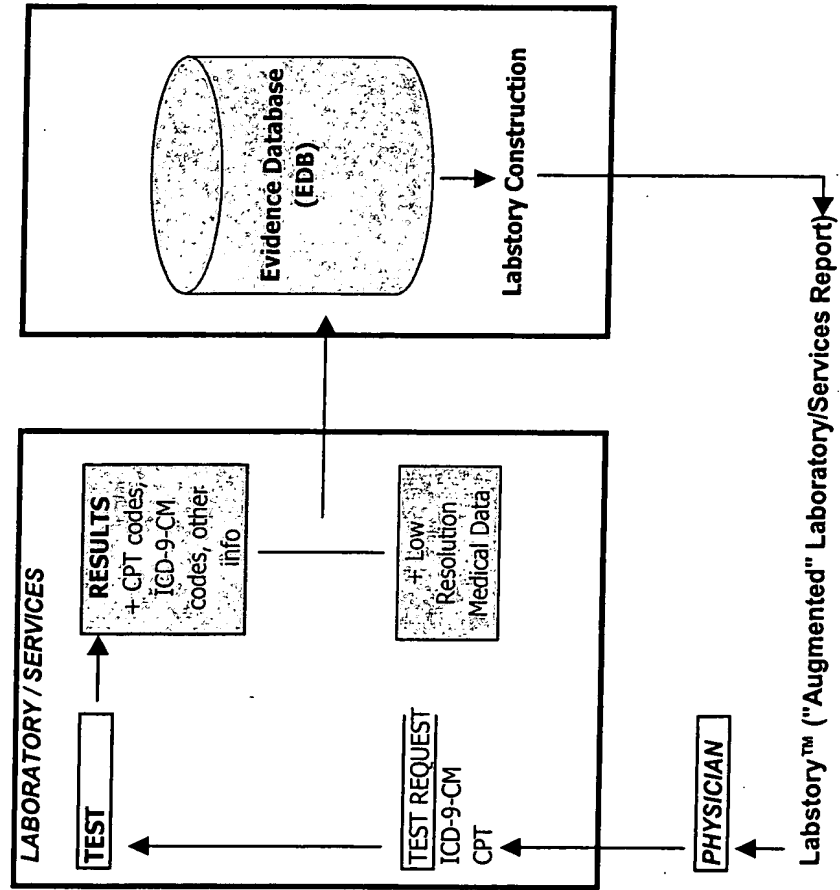 LABORATORY / SERVICES
TEST
RESULTS
+ CPT codes,
ICD-9-CM
codes, other
info
TEST REQUEST
ICD-9-CM
CPT
+ Low
Resolution
Medical Data
PHYSICIAN
Evidence Database
(EDB)
Labstory Construction
Labstory™ ("Augmented" Laboratory/Services Report)